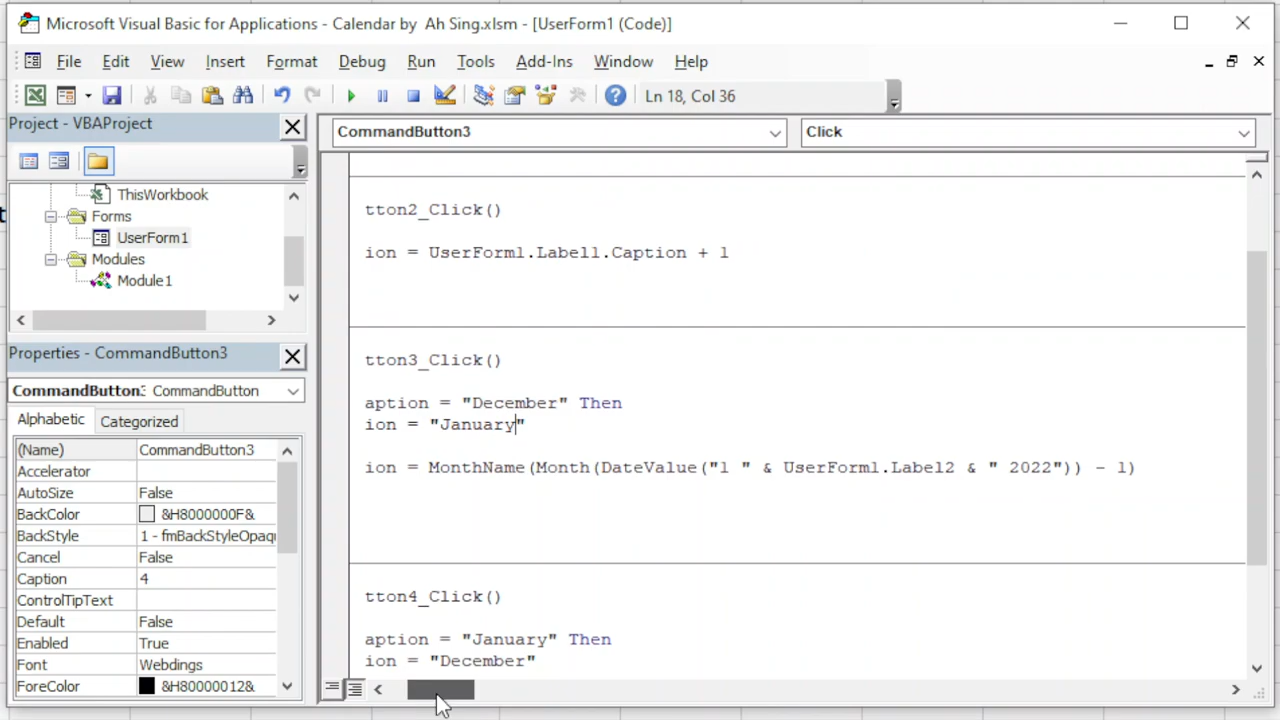 Microsoft Visual Basic for Applications - Calendar by Ah Sing.xlsm - [UserForm1 (Code)]
File Edit View Insert Format Debug Run Tools Add-Ins Window Help
Ln 18, Col 36
Project - VBAProject
CommandButton3 Click
ThisWorkbook
Forms
UserForm1
Modules
Module1
tton2_Click()
ion = UserForm1.Label1.Caption + 1
tton3_Click()
aption = "December" Then
ion = "January"
ion = MonthName(Month(DateValue("1 " & UserForm1.Label2 & " 2022")) - 1)
tton4_Click()
aption = "January" Then
ion = "December"
Properties - CommandButton3
CommandButton3 CommandButton
Alphabetic Categorized
(Name) CommandButton3
Accelerator
AutoSize False
BackColor &H8000000F&
BackStyle 1 - fmBackStyleOpaqu
Cancel False
Caption 4
ControlTipText
Default False
Enabled True
Font Webdings
ForeColor &H80000012&